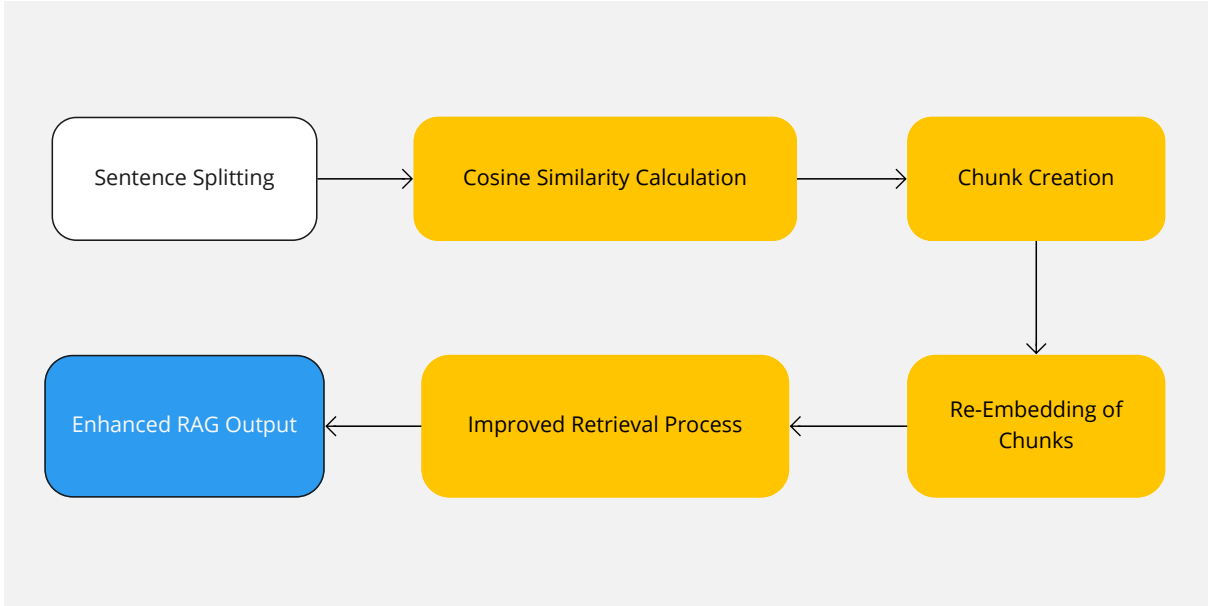 Sentence Splitting
Cosine Similarity Calculation
Chunk Creation
Re-Embedding of
Chunks
Improved Retrieval Process
Enhanced RAG Output